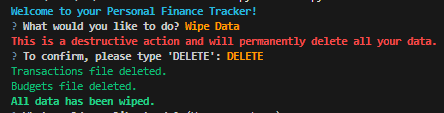 Welcome to your Personal Finance Tracker!
? What would you like to do? Wipe Data
This is a destructive action and will permanently delete all your data.
? To confirm, please type 'DELETE': DELETE
Transactions file deleted.
Budgets file deleted.
All data has been wiped.